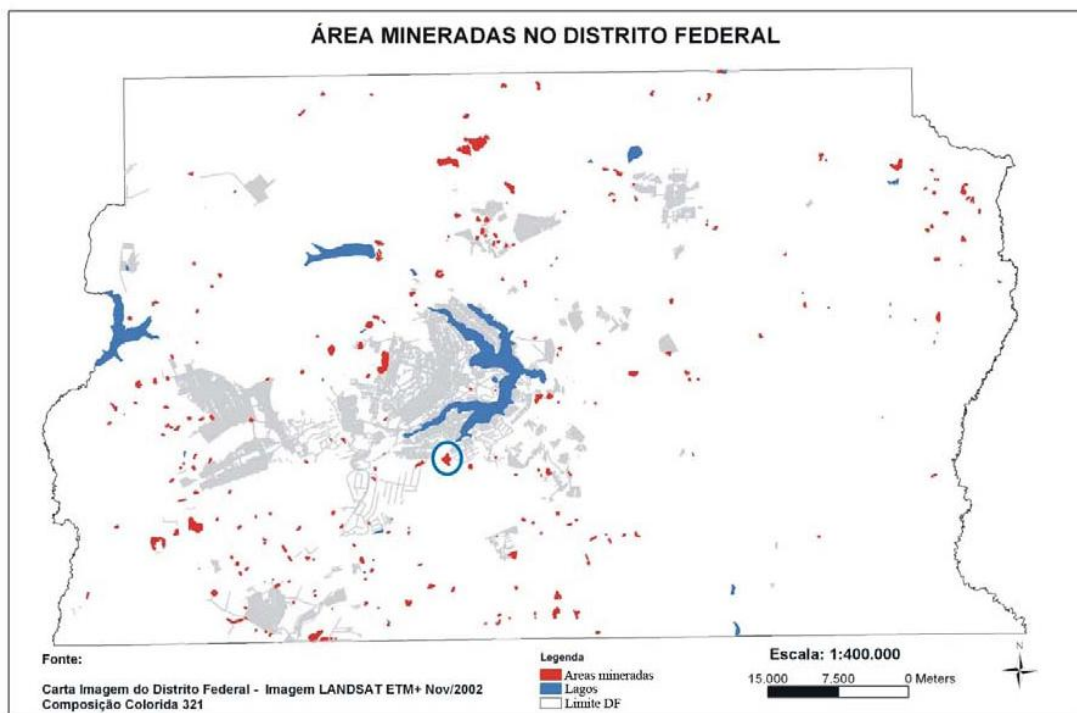 ÁREA MINERADAS NO DISTRITO FEDERAL
Fonte:
Carta Imagem do Distrito Federal - Imagem LANDSAT ETM+ Nov/2002
Composição Colorida 321
Legenda
Areas mineradas
Lagos
Limite DF
Escala: 1:400.000
15.000 7.500 0 Meters
N